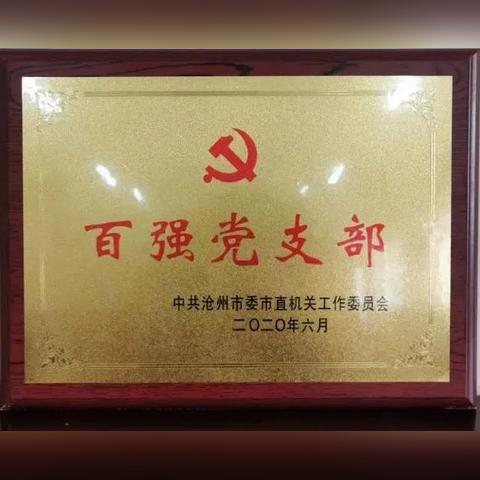 百强党支部
中共沧州市委市直机关工作委员会
二〇二〇年六月